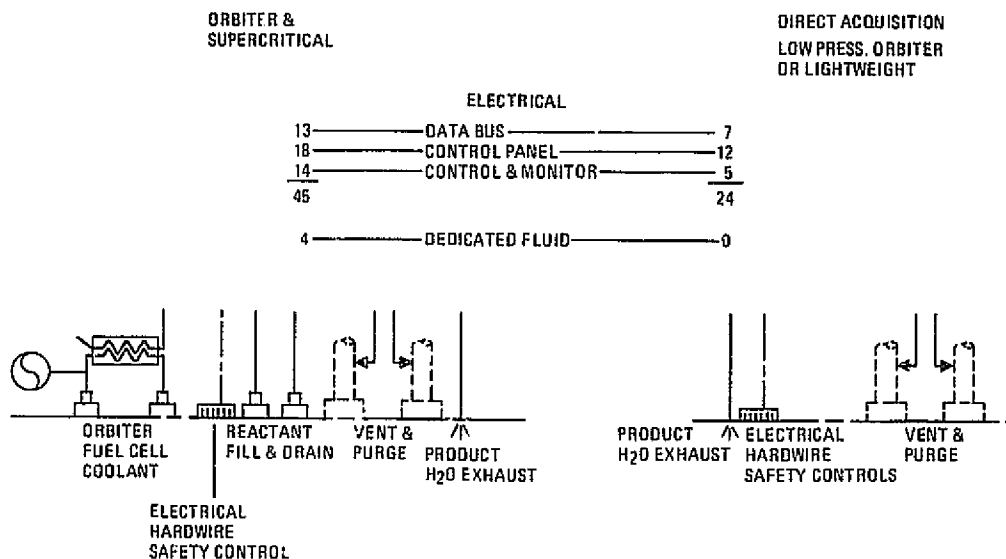 ORBITER &
SUPERCRITICAL
DIRECT ACQUISITION
LOW PRESS. ORBITER
OR LIGHTWEIGHT
ELECTRICAL
13 DATA BUS 7
18 CONTROL PANEL 12
14 CONTROL & MONITOR 5
45 24
4 DEDICATED FLUID 0
ORBITER
FUEL CELL
COOLANT
ELECTRICAL
HARDWIRE
SAFETY CONTROL
REACTANT
FILL & DRAIN
VENT &
PURGE
PRODUCT
H2O EXHAUST
PRODUCT
H2O EXHAUST
ELECTRICAL
HARDWIRE
SAFETY CONTROLS
VENT &
PURGE